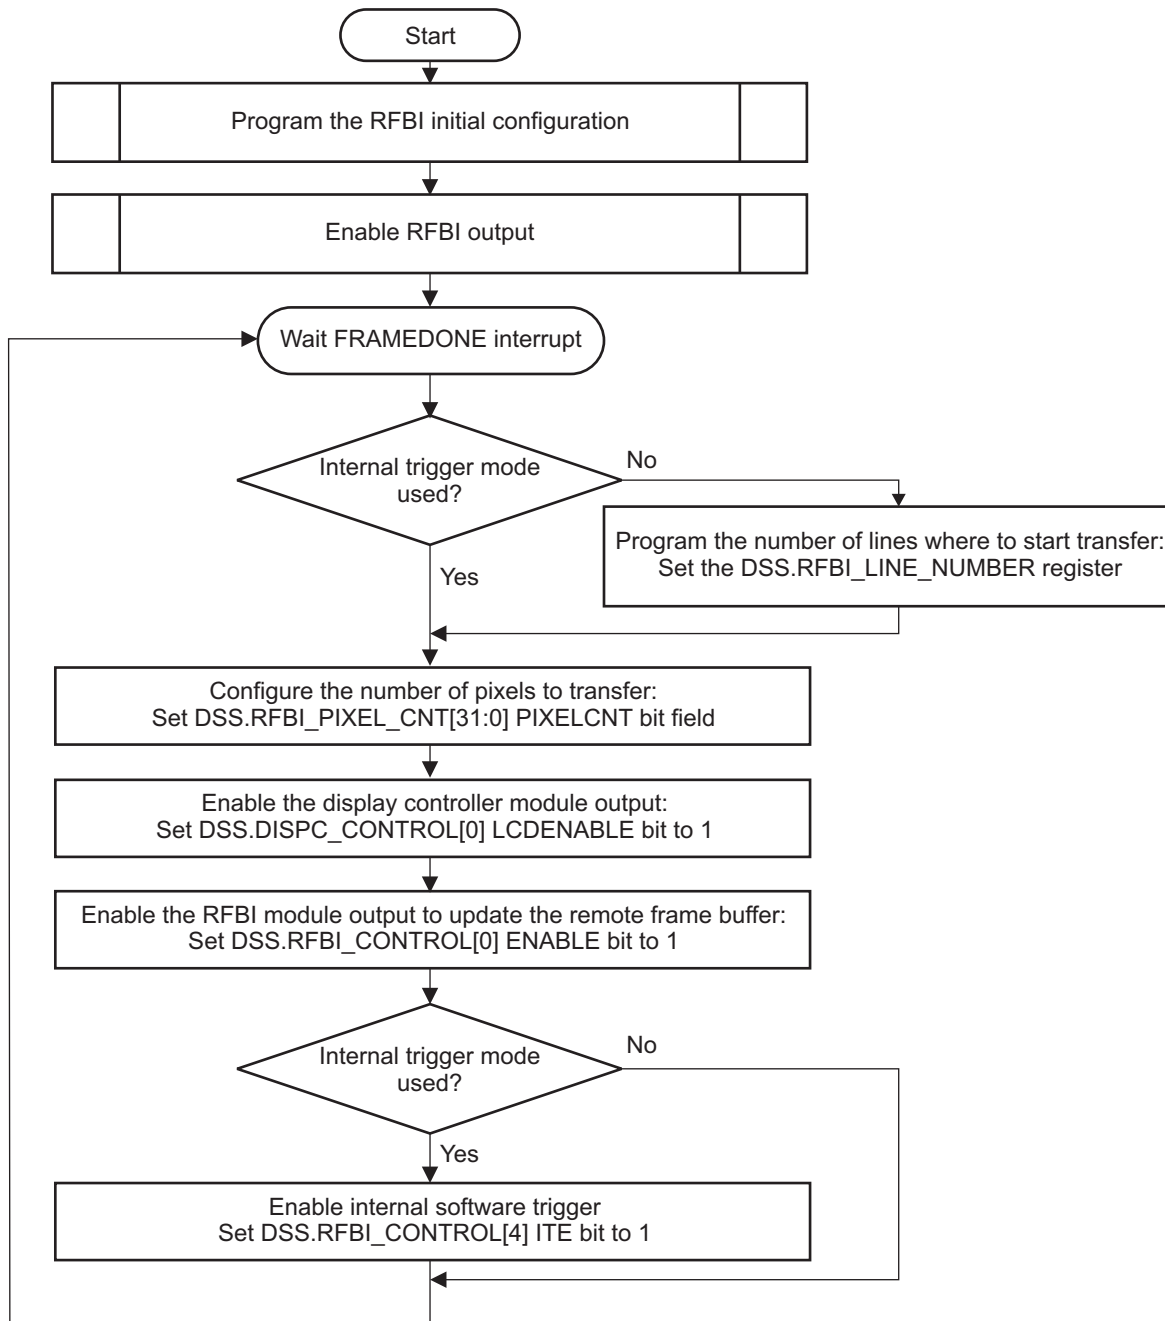 Start
Program the RFBI initial configuration
Enable RFBI output
Wait FRAMEDONE interrupt
Internal trigger mode
used?
No
Program the number of lines where to start transfer:
Set the DSS.RFBI_LINE_NUMBER register
Yes
Configure the number of pixels to transfer:
Set DSS.RFBI_PIXEL_CNT[31:0] PIXELCNT bit field
Enable the display controller module output:
Set DSS.DISPC_CONTROL[0] LCDENABLE bit to 1
Enable the RFBI module output to update the remote frame buffer:
Set DSS.RFBI_CONTROL[0] ENABLE bit to 1
Internal trigger mode
used?
No
Yes
Enable internal software trigger
Set DSS.RFBI_CONTROL[4] ITE bit to 1